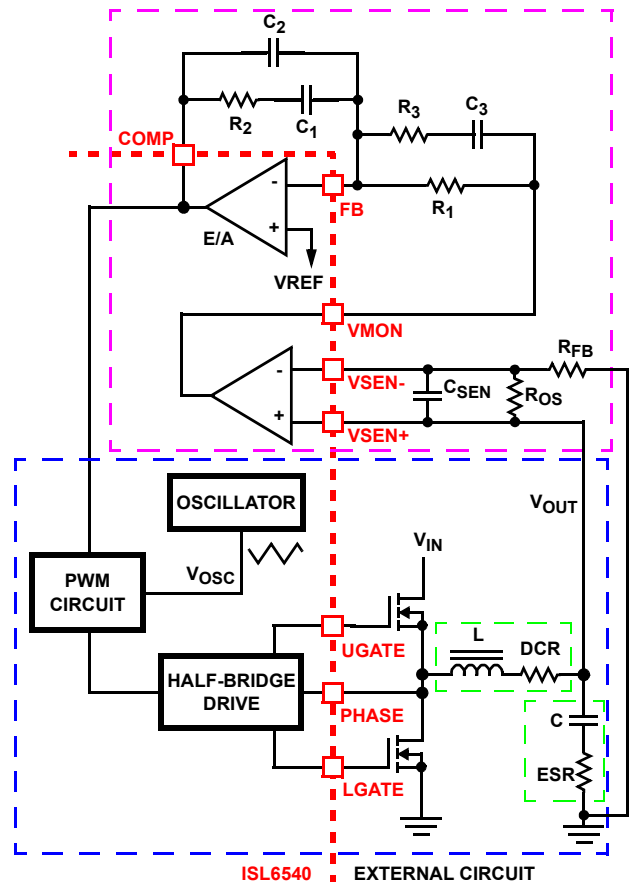 C2
R2
C1
R3
C3
COMP
-
+
E/A
FB
R1
VREF
VMON
-
+
VSEN-
VSEN+
CSEN
ROS
RFB
OSCILLATOR
VOUT
VIN
PWM
CIRCUIT
VOSC
UGATE
L
DCR
HALF-BRIDGE
DRIVE
PHASE
C
LGATE
ESR
ISL6540
EXTERNAL CIRCUIT